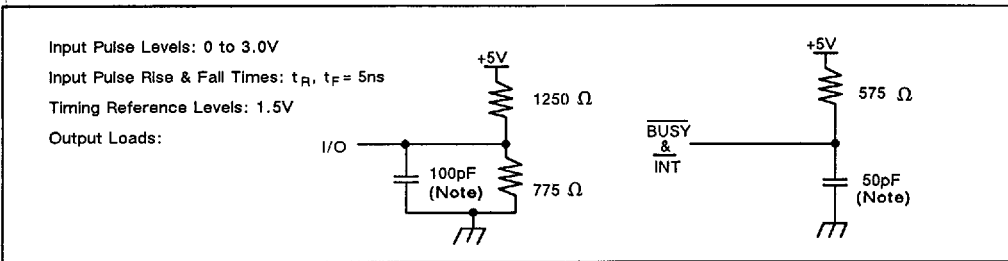 Input Pulse Levels: 0 to 3.0V
Input Pulse Rise & Fall Times: tR, tF = 5ns
Timing Reference Levels: 1.5V
Output Loads:
+5V
1250 Ω
I/O
100pF
(Note)
775 Ω
+5V
575 Ω
BUSY
&
INT
50pF
(Note)